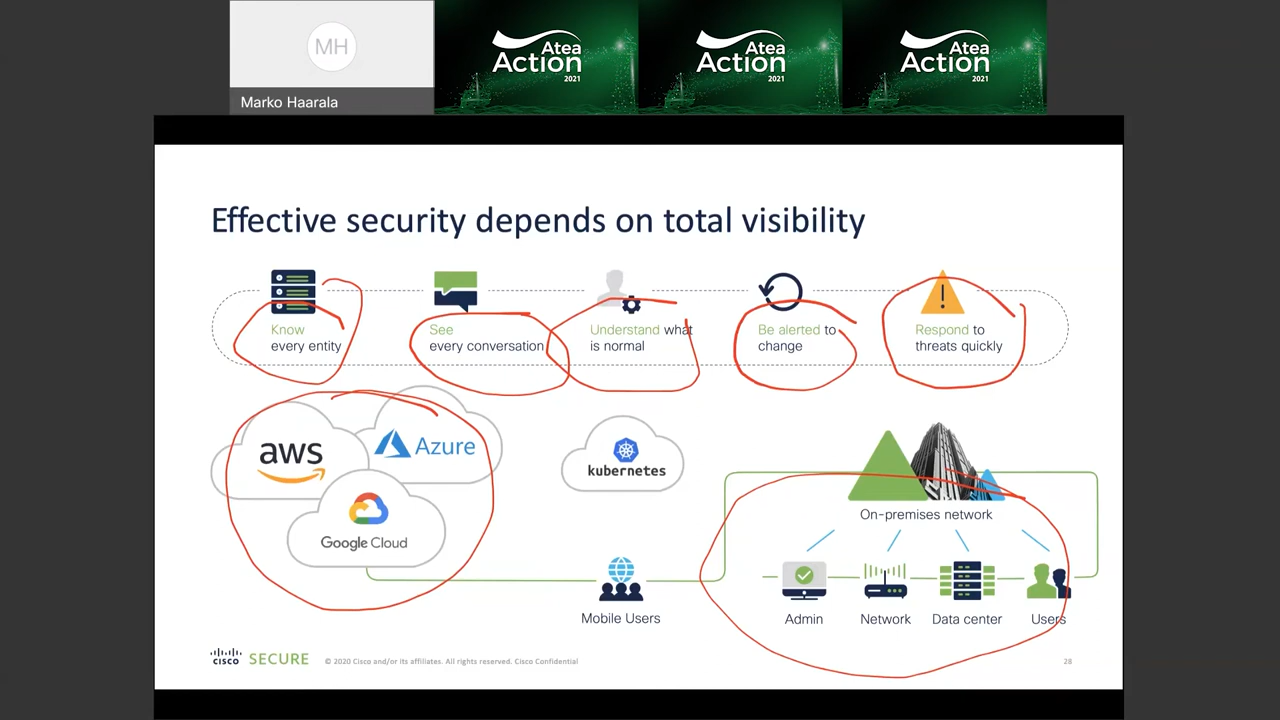 MH
Marko Haarala
Atea
Action
2021
Atea
Action
2021
Atea
Action
2021
Effective security depends on total visibility
Know
every entity
See
every conversation
Understand what
is normal
Be alerted to
change
Respond to
threats quickly
aws
Azure
Google Cloud
kubernetes
On-premises network
Mobile Users
Admin
Network
Data center
Users
cisco SECURE © 2020 Cisco and/or its affiliates. All rights reserved. Cisco Confidential
28